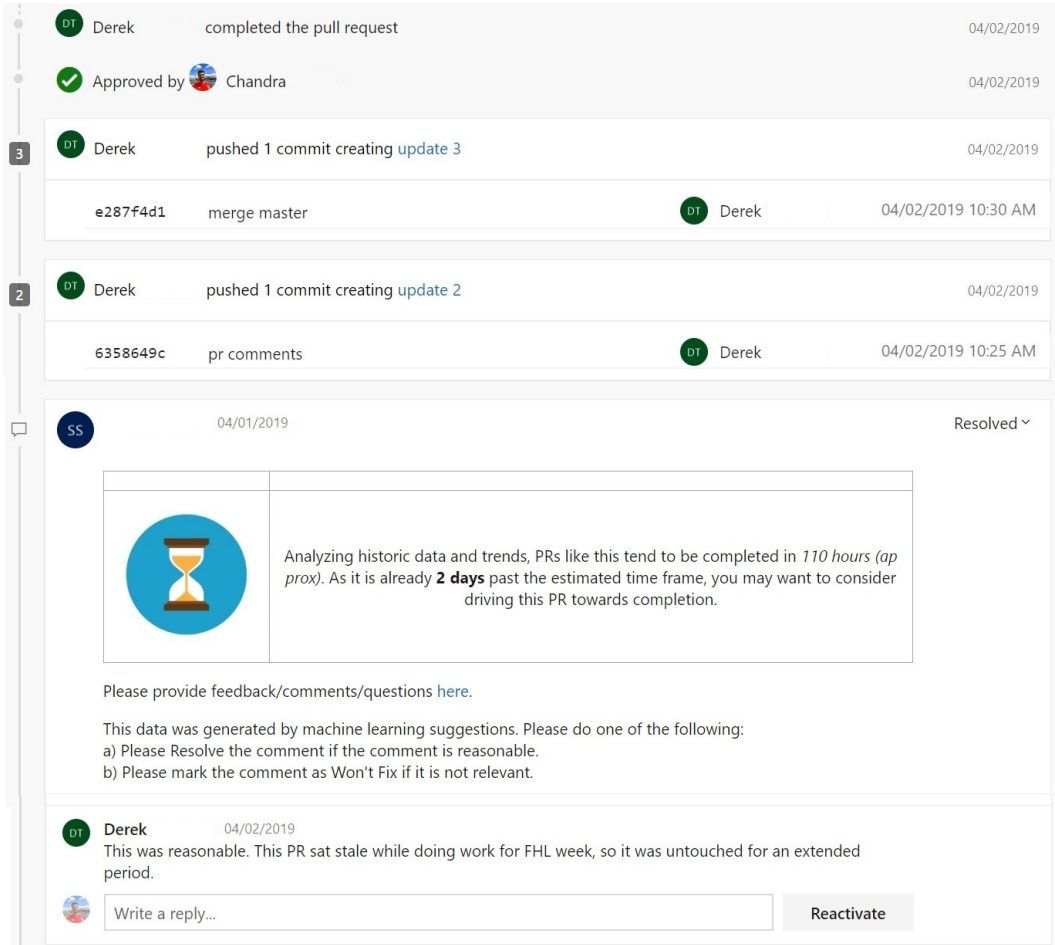 DT Derek completed the pull request 04/02/2019
Approved by Chandra 04/02/2019
3 DT Derek pushed 1 commit creating update 3 04/02/2019
e287f4d1 merge master DT Derek 04/02/2019 10:30 AM
2 DT Derek pushed 1 commit creating update 2 04/02/2019
6358649c pr comments DT Derek 04/02/2019 10:25 AM
SS 04/01/2019 Resolved
Analyzing historic data and trends, PRs like this tend to be completed in 110 hours (ap
prox). As it is already 2 days past the estimated time frame, you may want to consider
driving this PR towards completion.
Please provide feedback/comments/questions here.
This data was generated by machine learning suggestions. Please do one of the following:
a) Please Resolve the comment if the comment is reasonable.
b) Please mark the comment as Won't Fix if it is not relevant.
DT Derek 04/02/2019
This was reasonable. This PR sat stale while doing work for FHL week, so it was untouched for an extended
period.
Write a reply... Reactivate